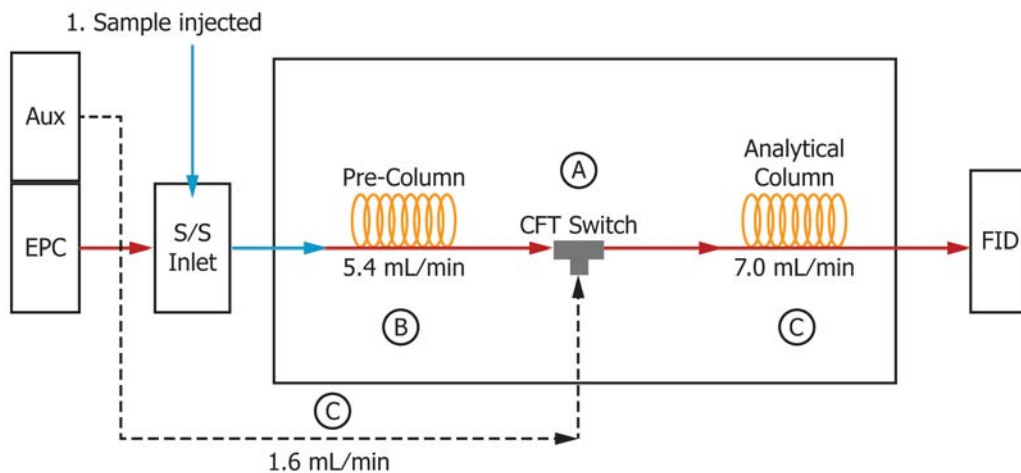 1. Sample injected
Aux
EPC
S/S
Inlet
Pre-Column
5.4 mL/min
B
A
CFT Switch
Analytical
Column
7.0 mL/min
C
FID
C
1.6 mL/min